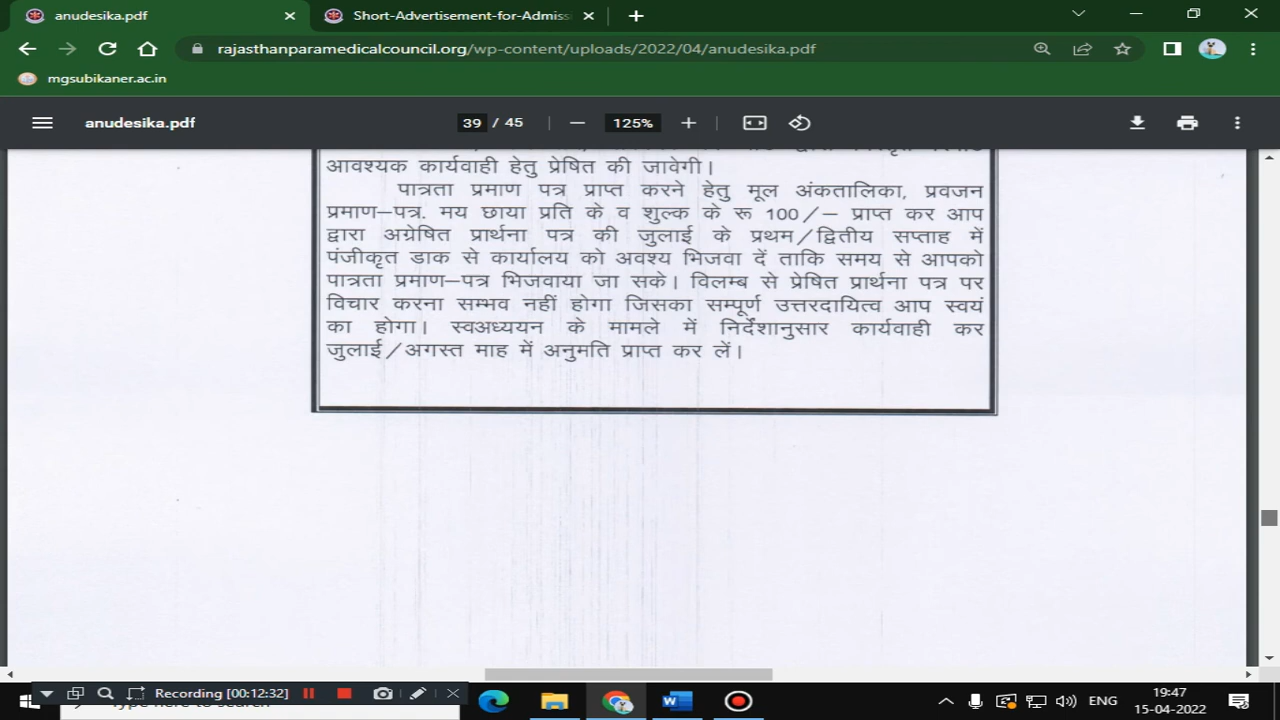 anudesika.pdf
Short-Advertisement-for-Admiss
rajasthanparamedicalcouncil.org/wp-content/uploads/2022/04/anudesika.pdf
mgsubikaner.ac.in
anudesika.pdf
39 / 45
125%
आवश्यक कार्यवाही हेतु प्रेषित की जावेगी।
पात्रता प्रमाण पत्र प्राप्त करने हेतु मूल अंकतालिका, प्रवजन
प्रमाण–पत्र. मय छाया प्रति के व शुल्क के रू 100/– प्राप्त कर आप
द्वारा अग्रेषित प्रार्थना पत्र की जुलाई के प्रथम/द्वितीय सप्ताह में
पंजीकृत डाक से कार्यालय को अवश्य भिजवा दें ताकि समय से आपको
पात्रता प्रमाण–पत्र भिजवाया जा सके। विलम्ब से प्रेषित प्रार्थना पत्र पर
विचार करना सम्भव नहीं होगा जिसका सम्पूर्ण उत्तरदायित्व आप स्वयं
का होगा। स्वअध्ययन के मामले में निर्देशानुसार कार्यवाही कर
जुलाई/अगस्त माह में अनुमति प्राप्त कर लें।
Recording [00:12:32]
Type here to search
ENG
19:47
15-04-2022